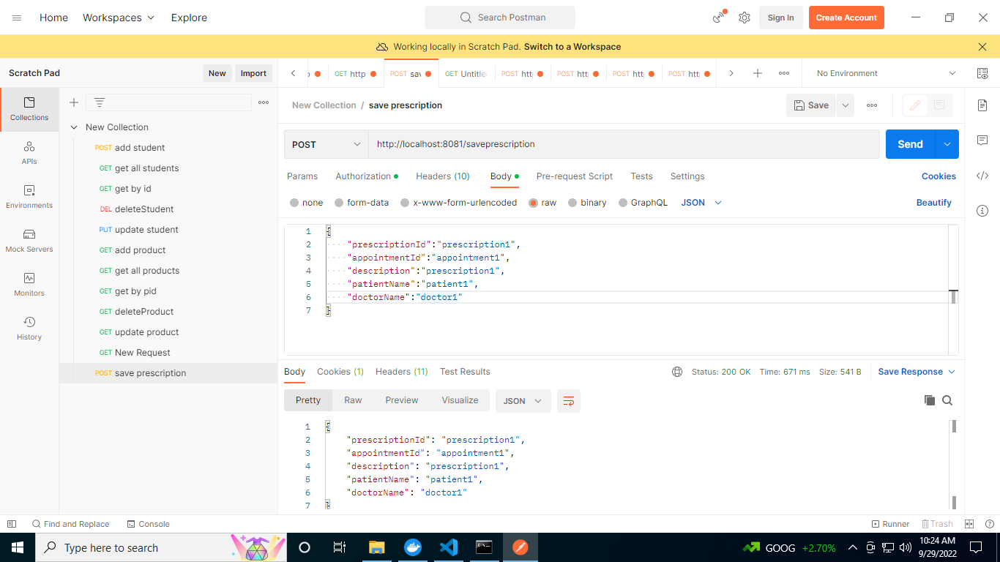 Home Workspaces Explore Search Postman Sign In Create Account
Working locally in Scratch Pad. Switch to a Workspace
Scratch Pad New Import GET http POST sav GET Untitle POST htt POST htt POST htt POST htt No Environment
Collections
APIs
Environments
Mock Servers
Monitors
History
New Collection
POST add student
GET get all students
GET get by id
DEL deleteStudent
PUT update student
GET add product
GET get all products
GET get by pid
GET deleteProduct
GET update product
GET New Request
POST save prescription
New Collection / save prescription Save
POST http://localhost:8081/saveprescription Send
Params Authorization Headers (10) Body Pre-request Script Tests Settings Cookies
none form-data x-www-form-urlencoded raw binary GraphQL JSON Beautify
1 {
2 "prescriptionId":"prescription1",
3 "appointmentId":"appointment1",
4 "description":"prescription1",
5 "patientName":"patient1",
6 "doctorName":"doctor1"
7 }
Body Cookies (1) Headers (11) Test Results Status: 200 OK Time: 671 ms Size: 541 B Save Response
Pretty Raw Preview Visualize JSON
1 {
2 "prescriptionId": "prescription1",
3 "appointmentId": "appointment1",
4 "description": "prescription1",
5 "patientName": "patient1",
6 "doctorName": "doctor1"
7 }
Find and Replace Console Runner Trash
Type here to search GOOG +2.70% 10:24 AM
9/29/2022